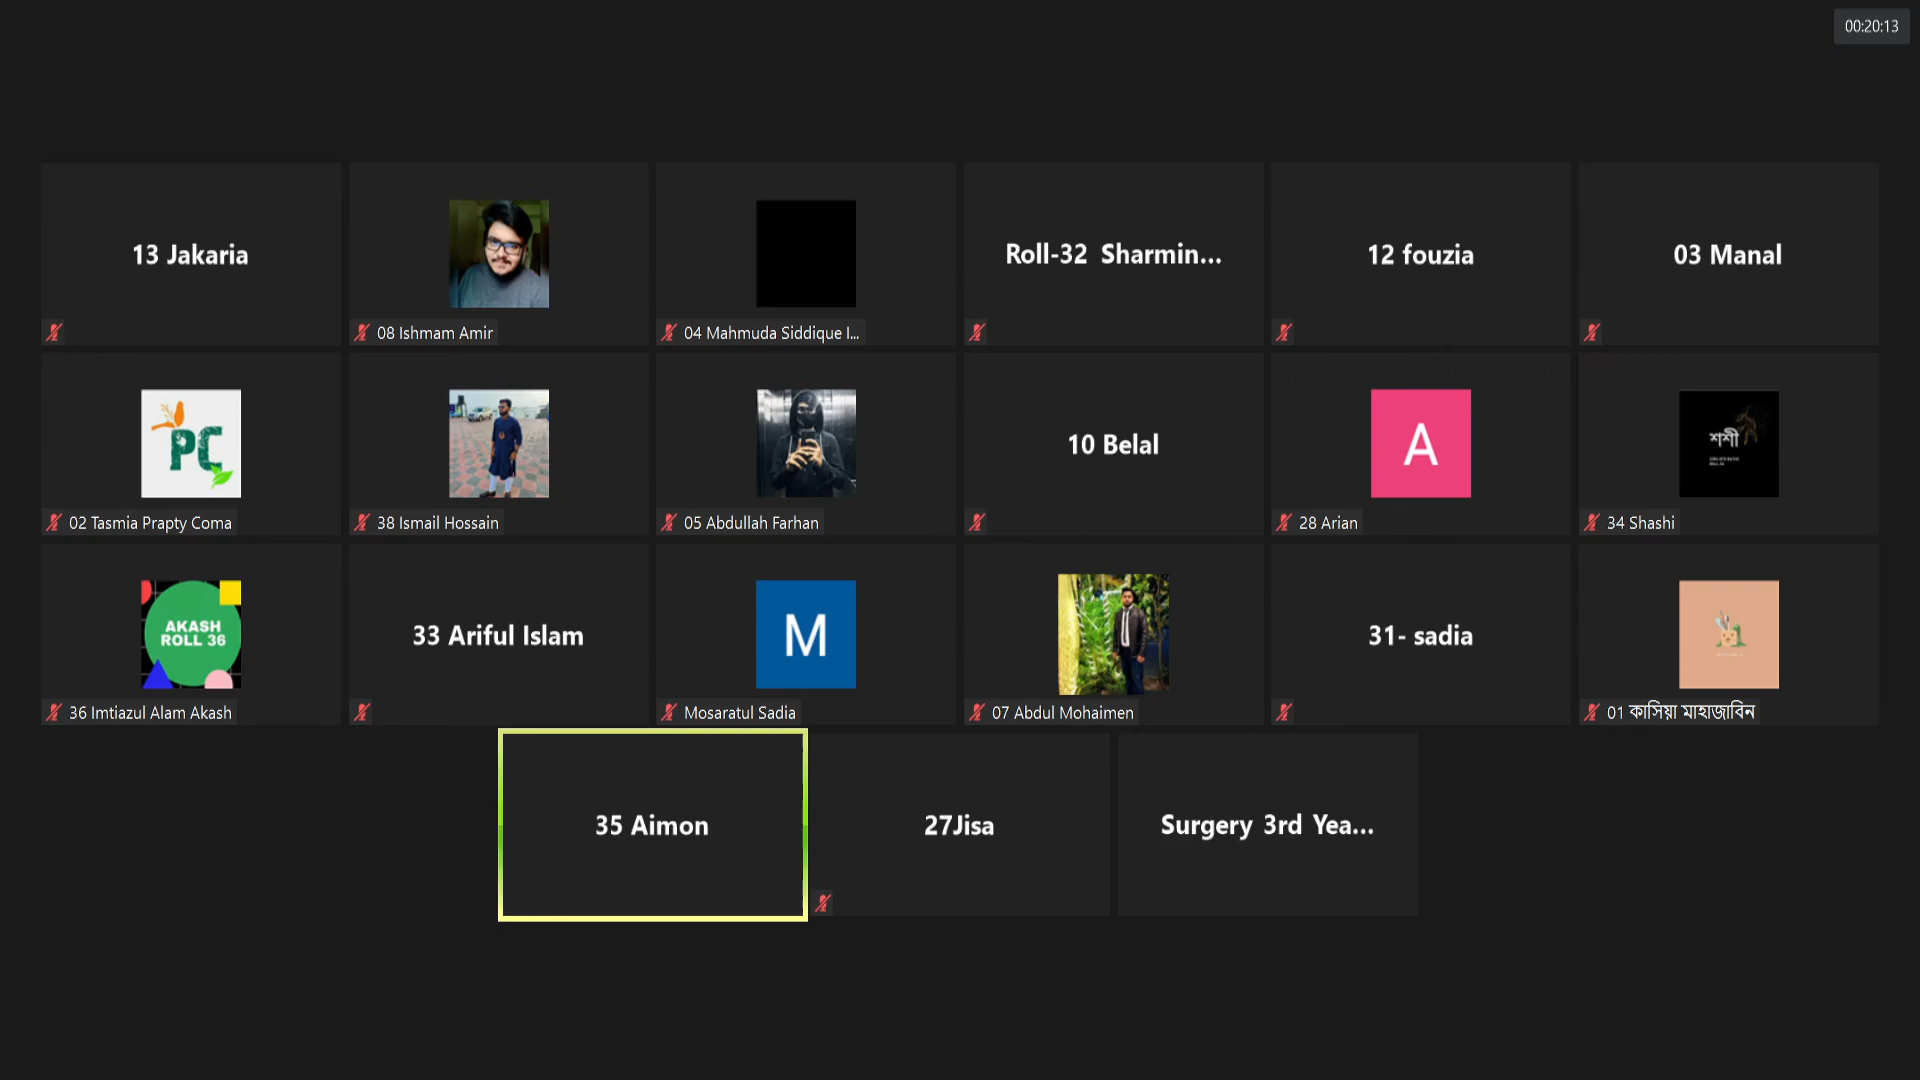 00:20:13
13 Jakaria
08 Ishmam Amir
04 Mahmuda Siddique I...
Roll-32 Sharmin...
12 fouzia
03 Manal
PC
02 Tasmia Prapty Coma
38 Ismail Hossain
05 Abdullah Farhan
10 Belal
A
28 Arian
শশী
34 Shashi
AKASH
ROLL 36
36 Imtiazul Alam Akash
33 Ariful Islam
M
Mosaratul Sadia
07 Abdul Mohaimen
31- sadia
01 কাসিয়া মাহাজাবিন
35 Aimon
27Jisa
Surgery 3rd Yea...